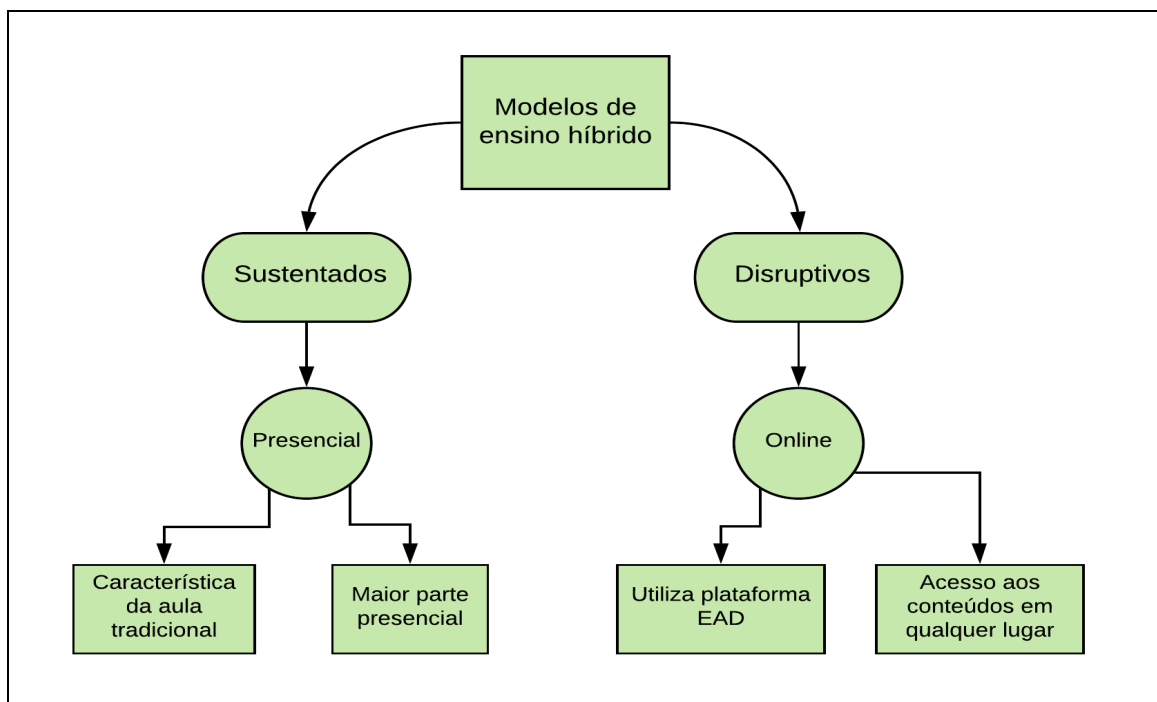 Modelos de
ensino híbrido
Sustentados
Disruptivos
Presencial
Online
Característica
da aula
tradicional
Maior parte
presencial
Utiliza plataforma
EAD
Acesso aos
conteúdos em
qualquer lugar